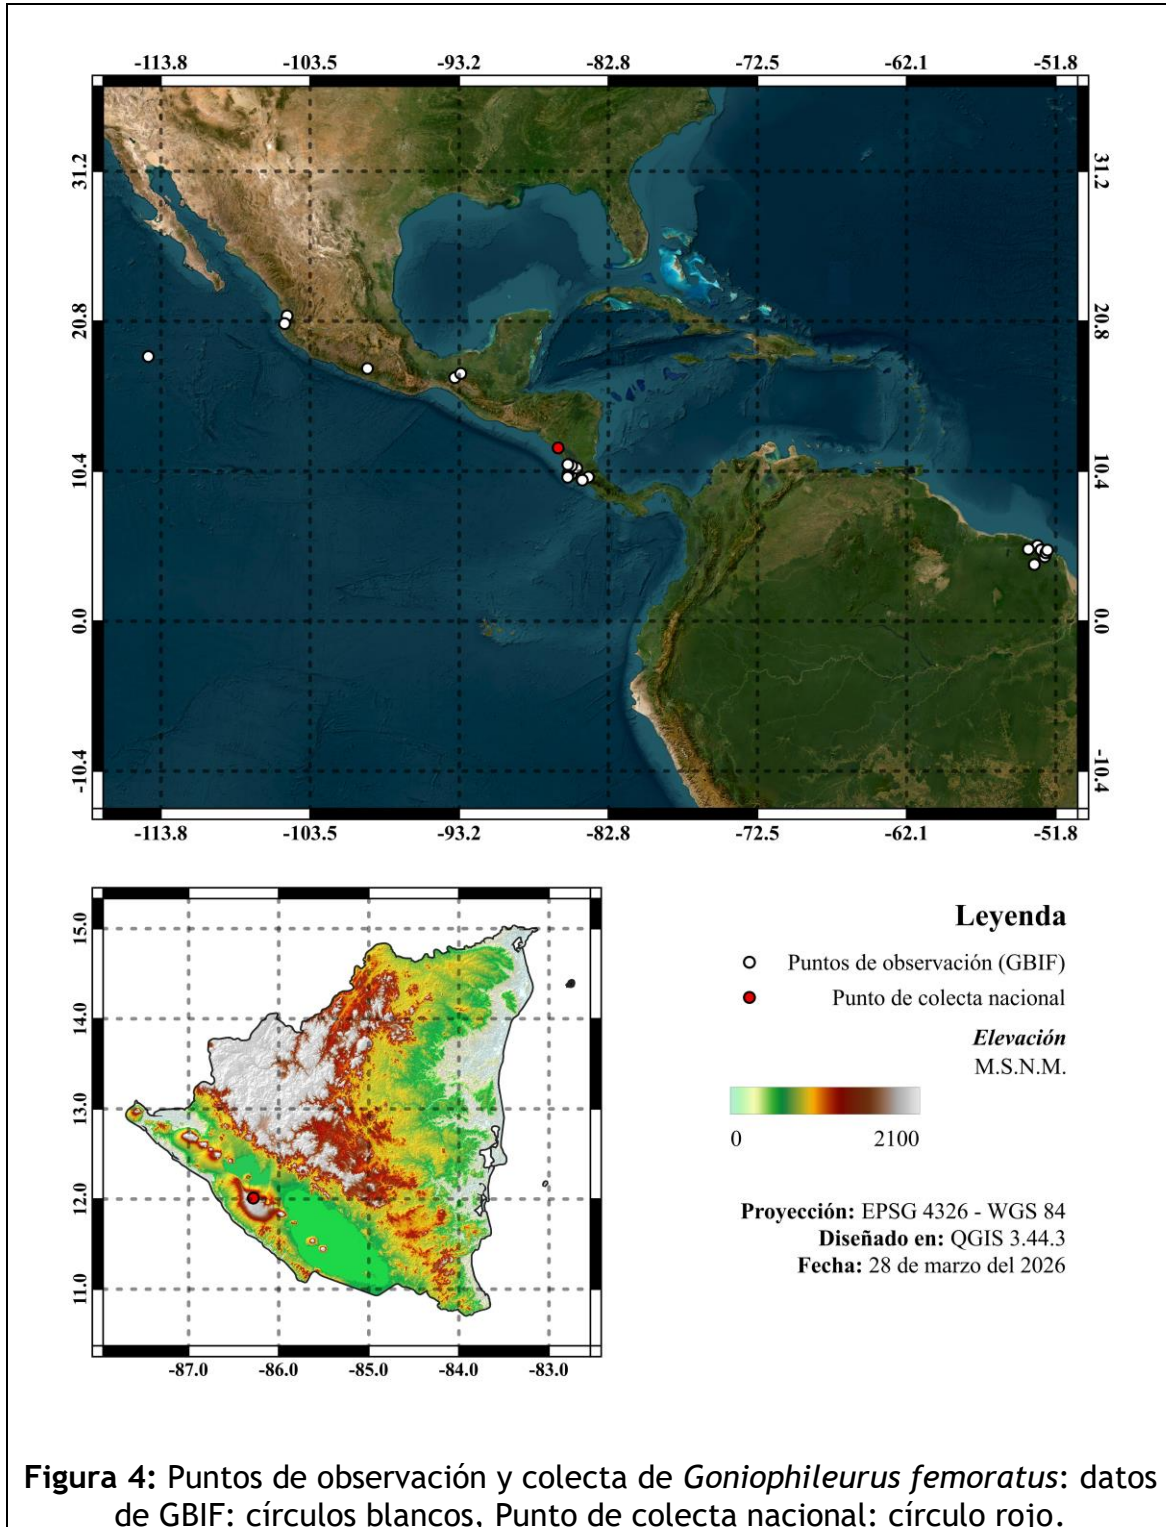 -113.8 -103.5 -93.2 -82.8 -72.5 -62.1 -51.8
31.2 31.2
20.8 20.8
10.4 10.4
0.0 0.0
-10.4 -10.4
-113.8 -103.5 -93.2 -82.8 -72.5 -62.1 -51.8
15.0
14.0
13.0
12.0
11.0
-87.0 -86.0 -85.0 -84.0 -83.0
Leyenda
Puntos de observación (GBIF)
Punto de colecta nacional
Elevación
M.S.N.M.
0 2100
Proyección: EPSG 4326 - WGS 84
Diseñado en: QGIS 3.44.3
Fecha: 28 de marzo del 2026
Figura 4: Puntos de observación y colecta de Goniophileurus femoratus: datos
de GBIF: círculos blancos, Punto de colecta nacional: círculo rojo.